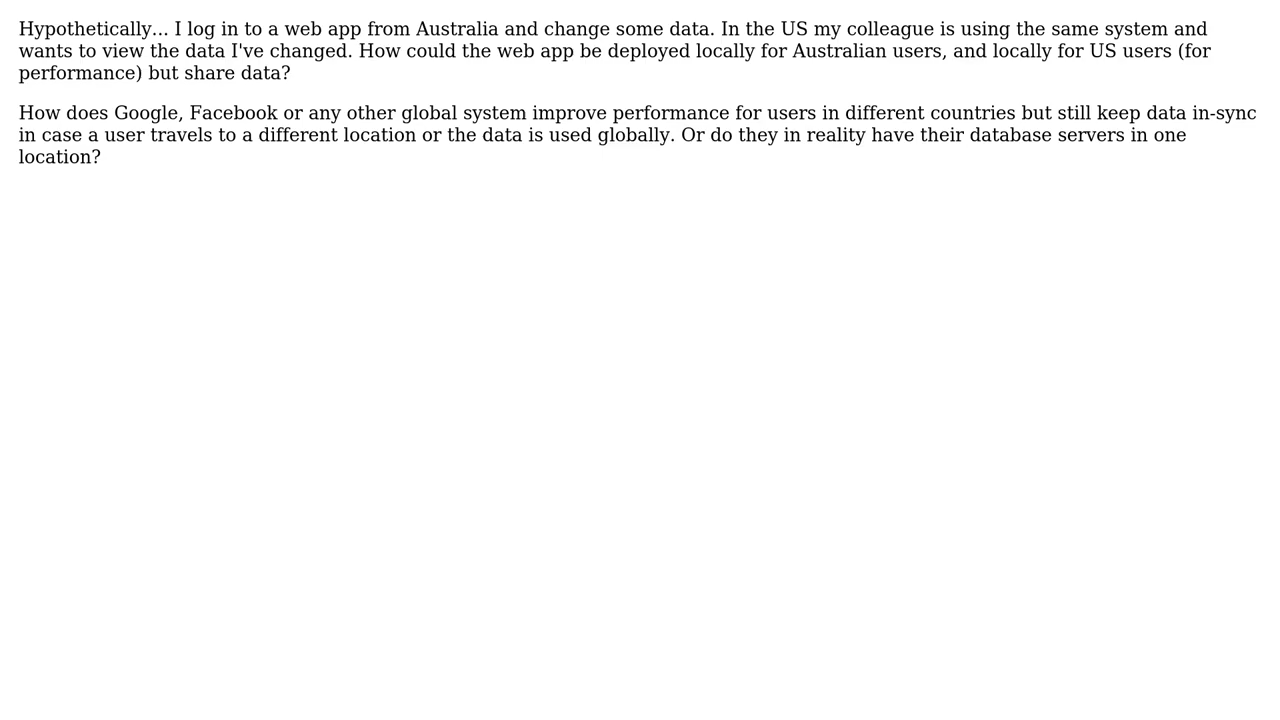 Hypothetically... I log in to a web app from Australia and change some data. In the US my colleague is using the same system and
wants to view the data I've changed. How could the web app be deployed locally for Australian users, and locally for US users (for
performance) but share data?
How does Google, Facebook or any other global system improve performance for users in different countries but still keep data in-sync
in case a user travels to a different location or the data is used globally. Or do they in reality have their database servers in one
location?